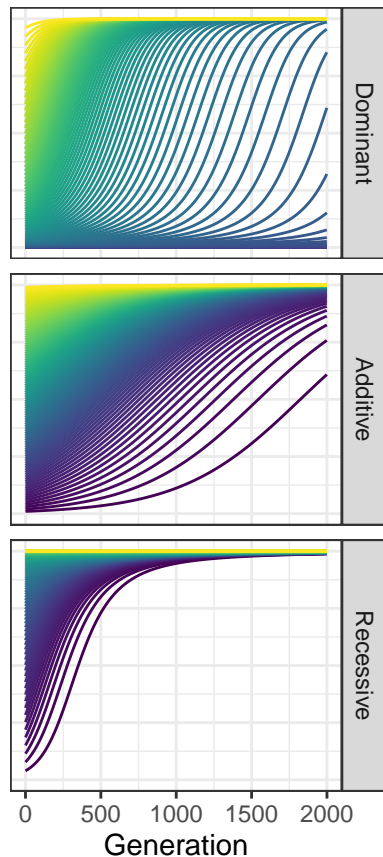 Dominant
Additive
Recessive
0 500 1000 1500 2000
Generation